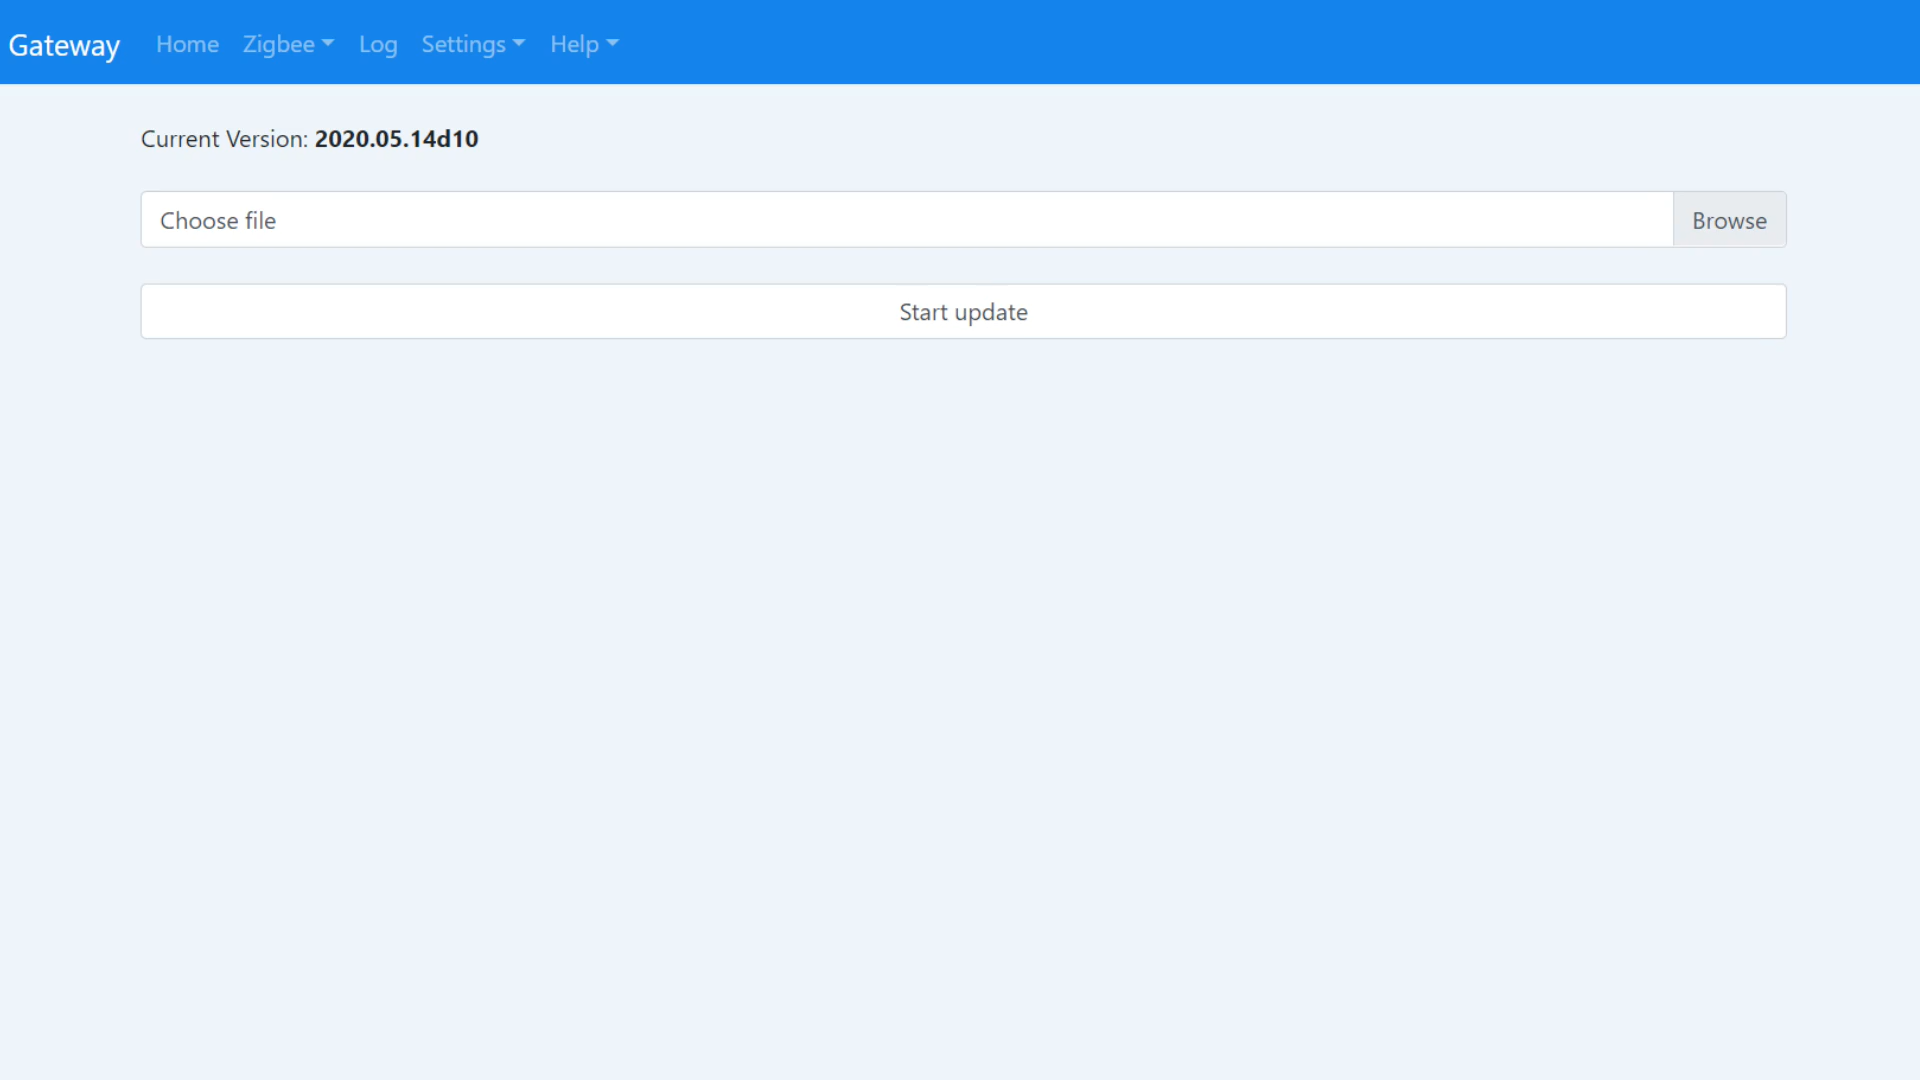 Gateway Home Zigbee Log Settings Help
Current Version: 2020.05.14d10
Choose file Browse
Start update